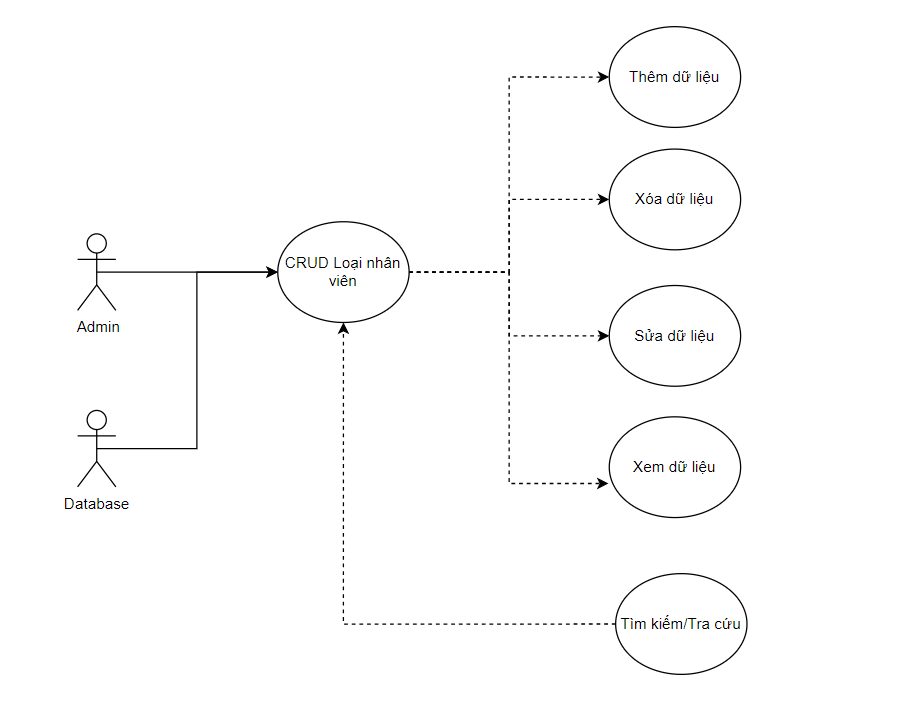 Thêm dữ liệu
Xóa dữ liệu
CRUD Loại nhân
viên
Admin
Sửa dữ liệu
Xem dữ liệu
Database
Tìm kiếm/Tra cứu